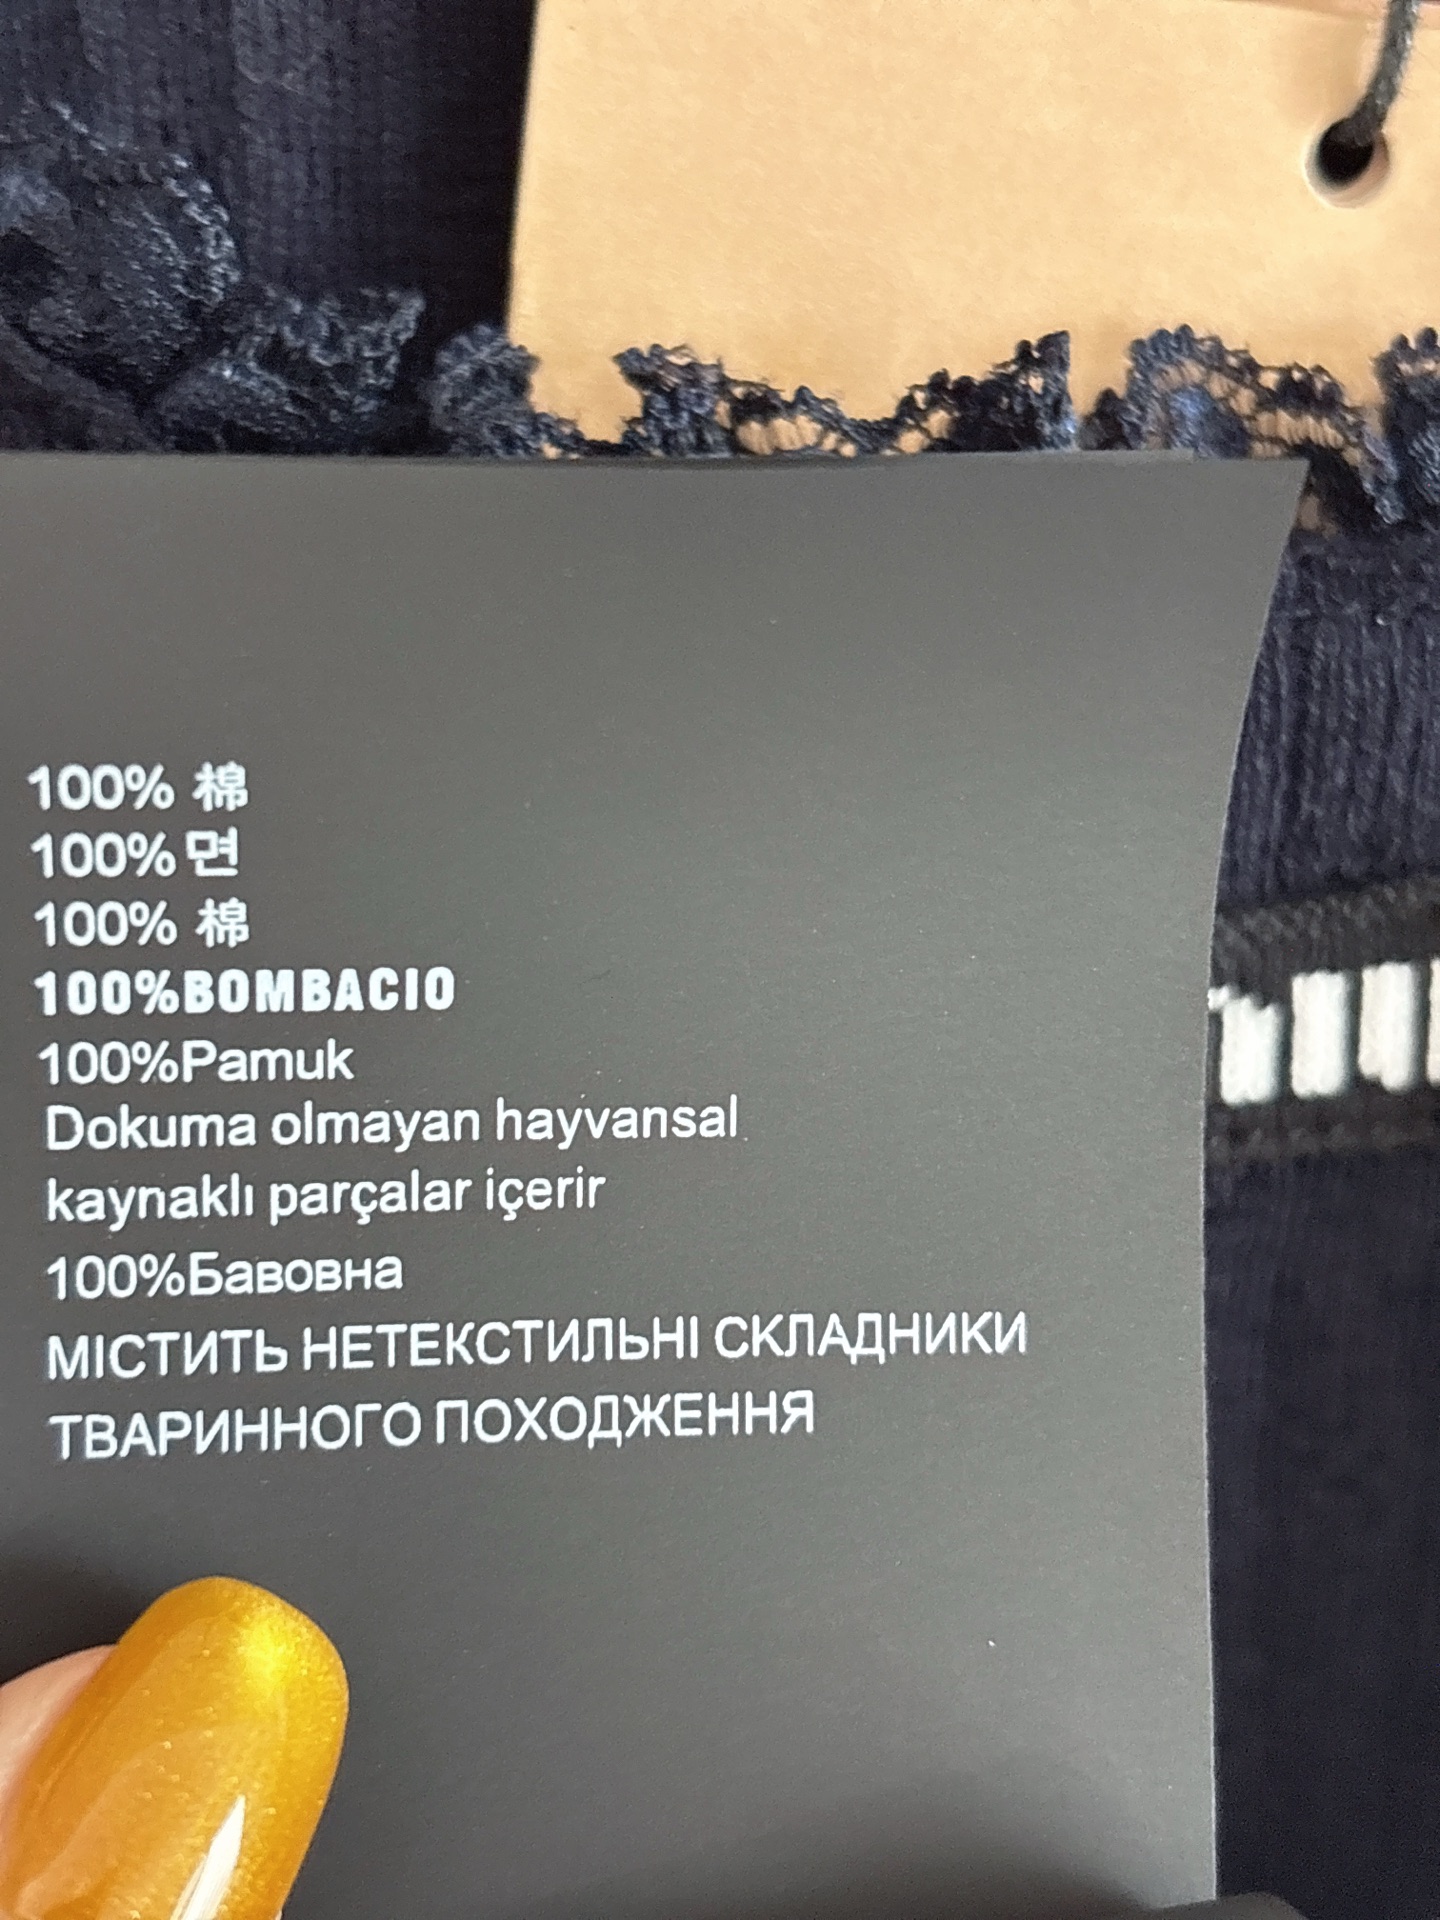 100% 棉
100% 면
100% 棉
100%BOMBACIO
100%Pamuk
Dokuma olmayan hayvansal
kaynaklı parçalar içerir
100%Бавовна
МІСТИТЬ НЕТЕКСТИЛЬНІ СКЛАДНИКИ
ТВАРИННОГО ПОХОДЖЕННЯ